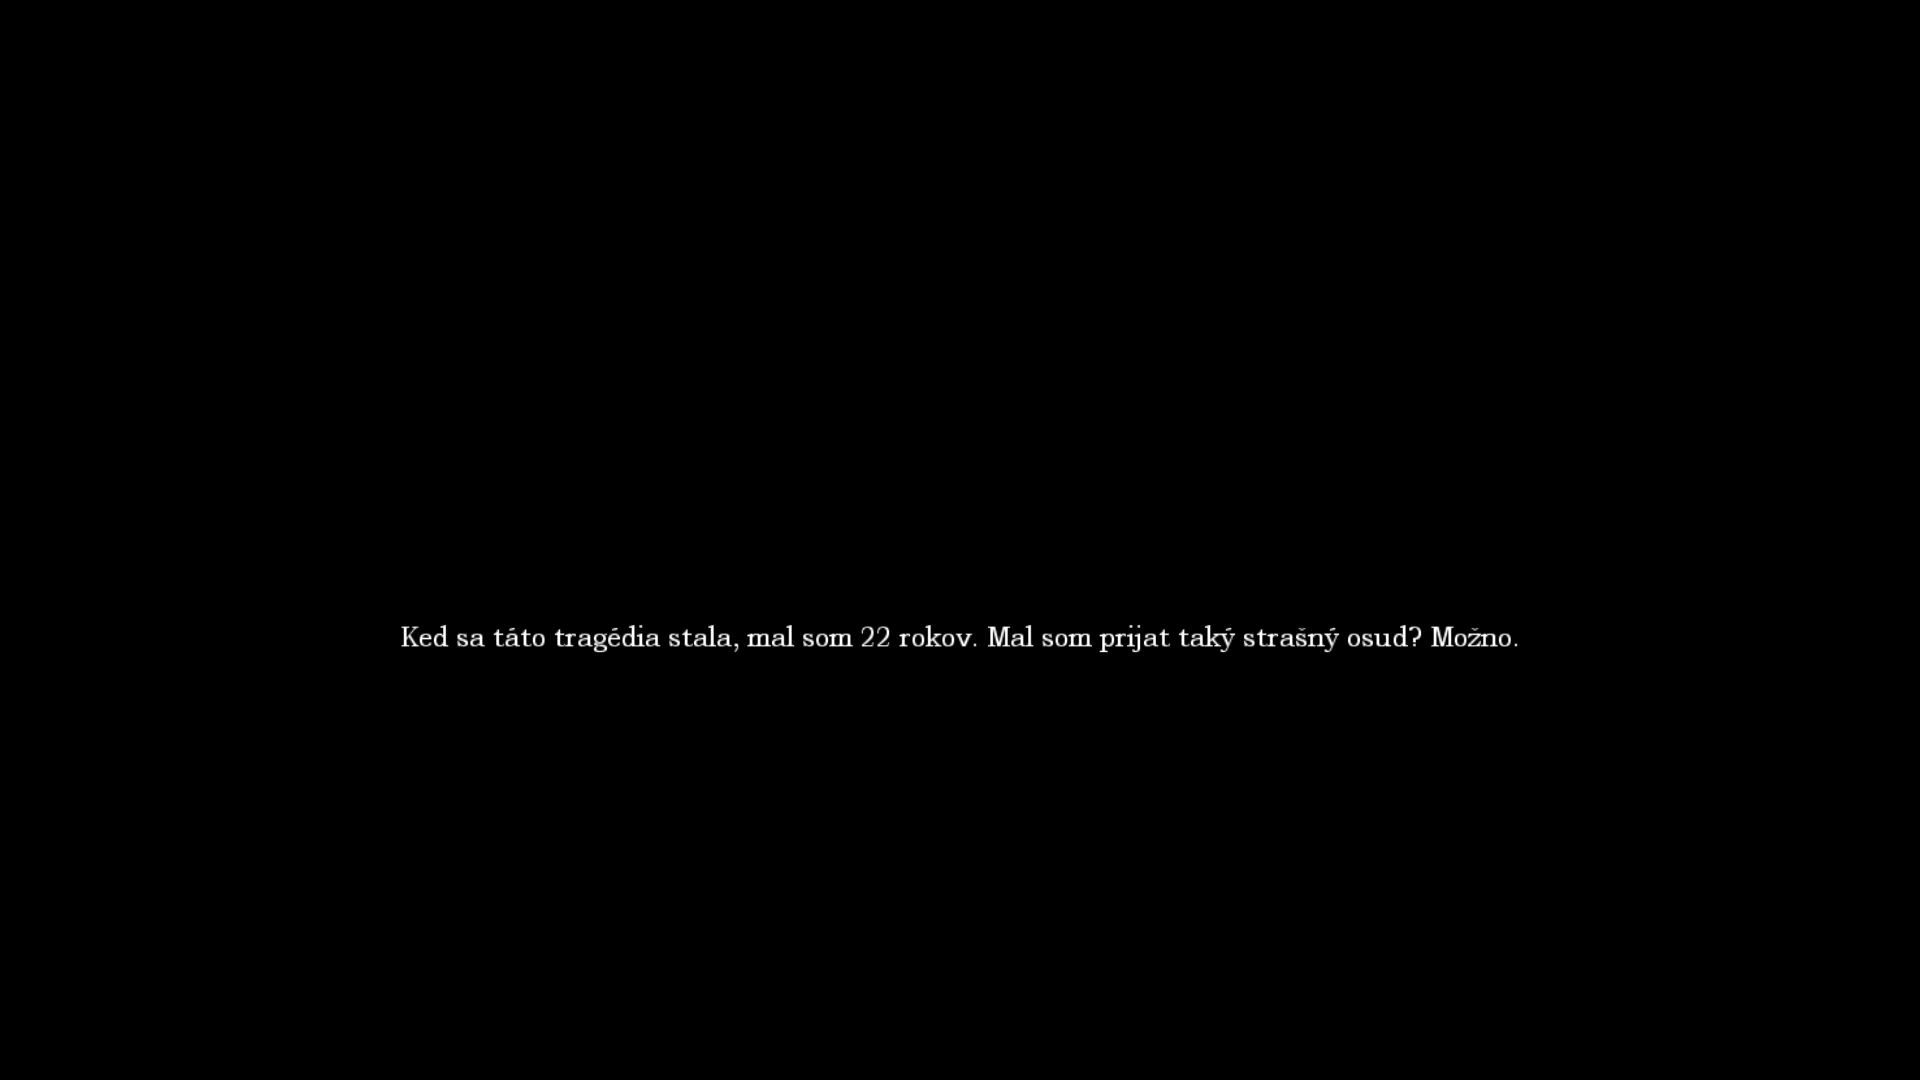 Ked sa táto tragédia stala, mal som 22 rokov. Mal som prijat taký strašný osud? Možno.